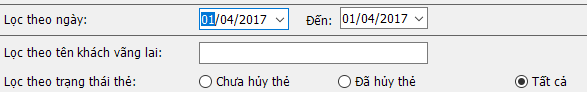 Lọc theo ngày: 01/04/2017 Đến: 01/04/2017
Lọc theo tên khách vãng lai:
Lọc theo trạng thái thẻ: Chưa hủy thẻ Đã hủy thẻ Tất cả